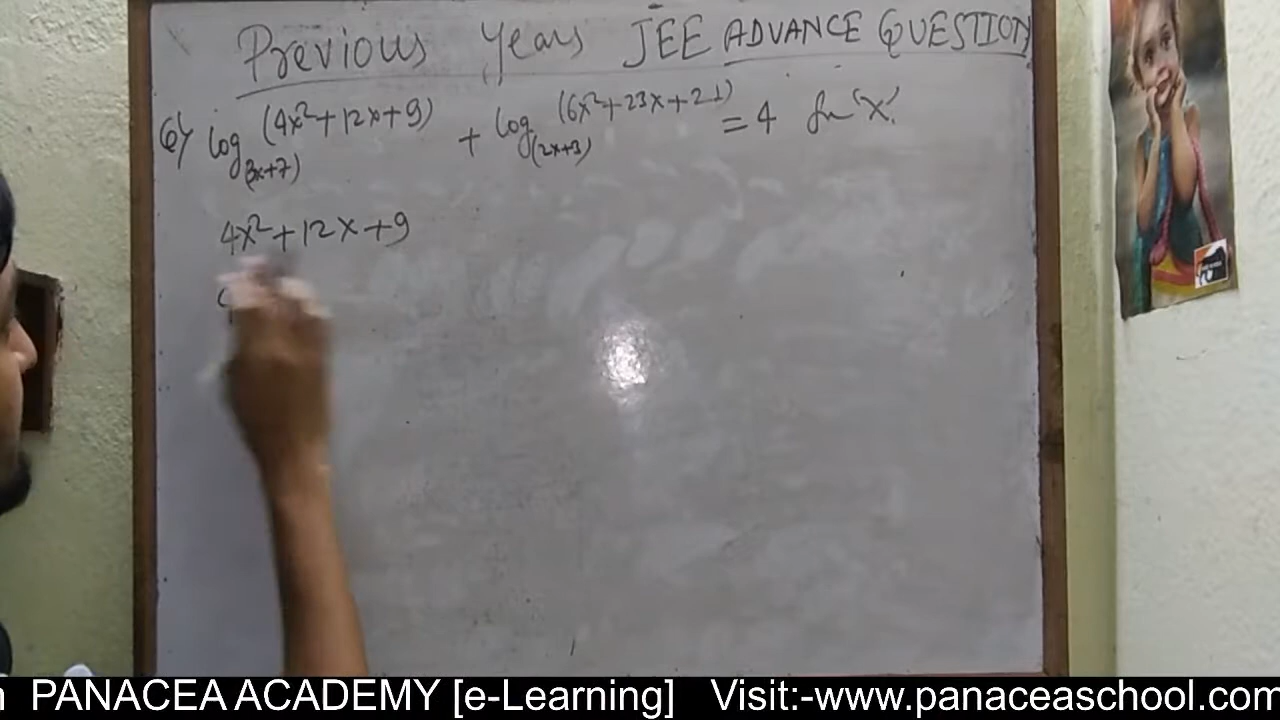 Previous years JEE ADVANCE QUESTION
Q) log(3x+7) (4x²+12x+9) + log(2x+3) (6x²+23x+21) = 4 for 'x'.
4x²+12x+9
PANACEA ACADEMY [e-Learning] Visit:-www.panaceaschool.com